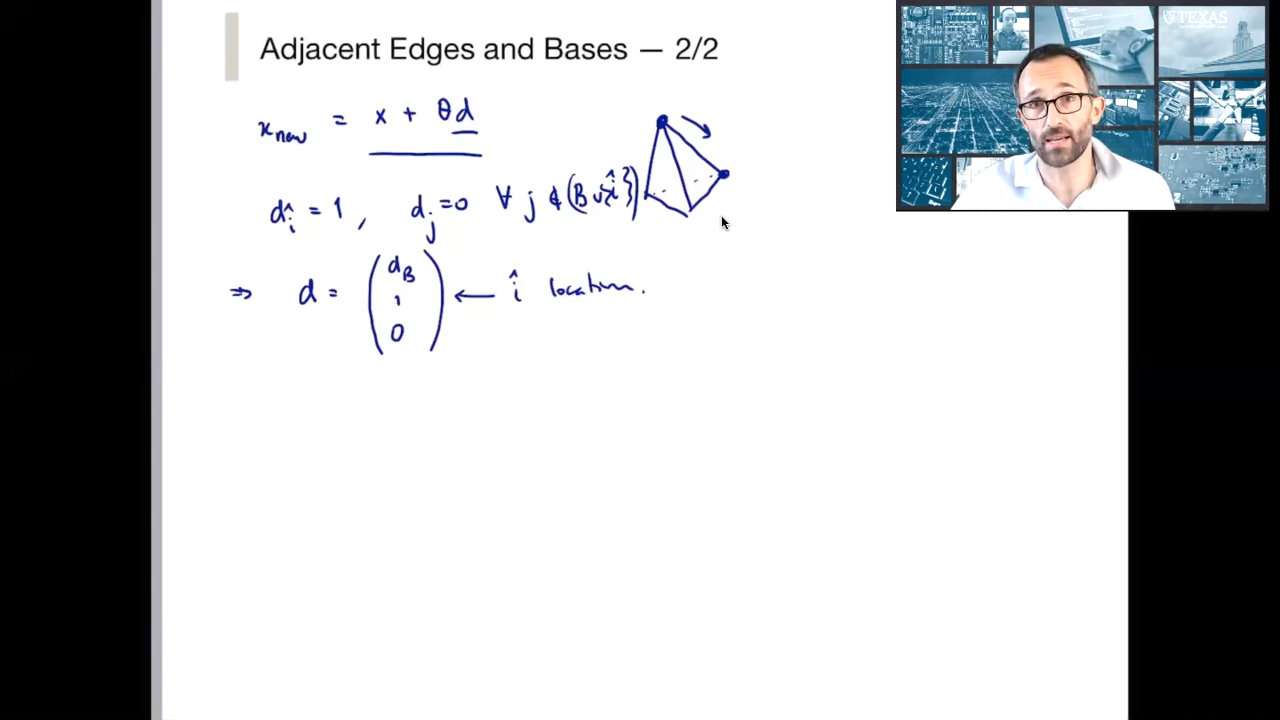 Adjacent Edges and Bases — 2/2
x_new = x + θd
d_î = 1, d_j = 0 ∀ j ∉ (B ∪ {î})
⇒ d = (d_B
1 ← î location.
0)
TEXAS